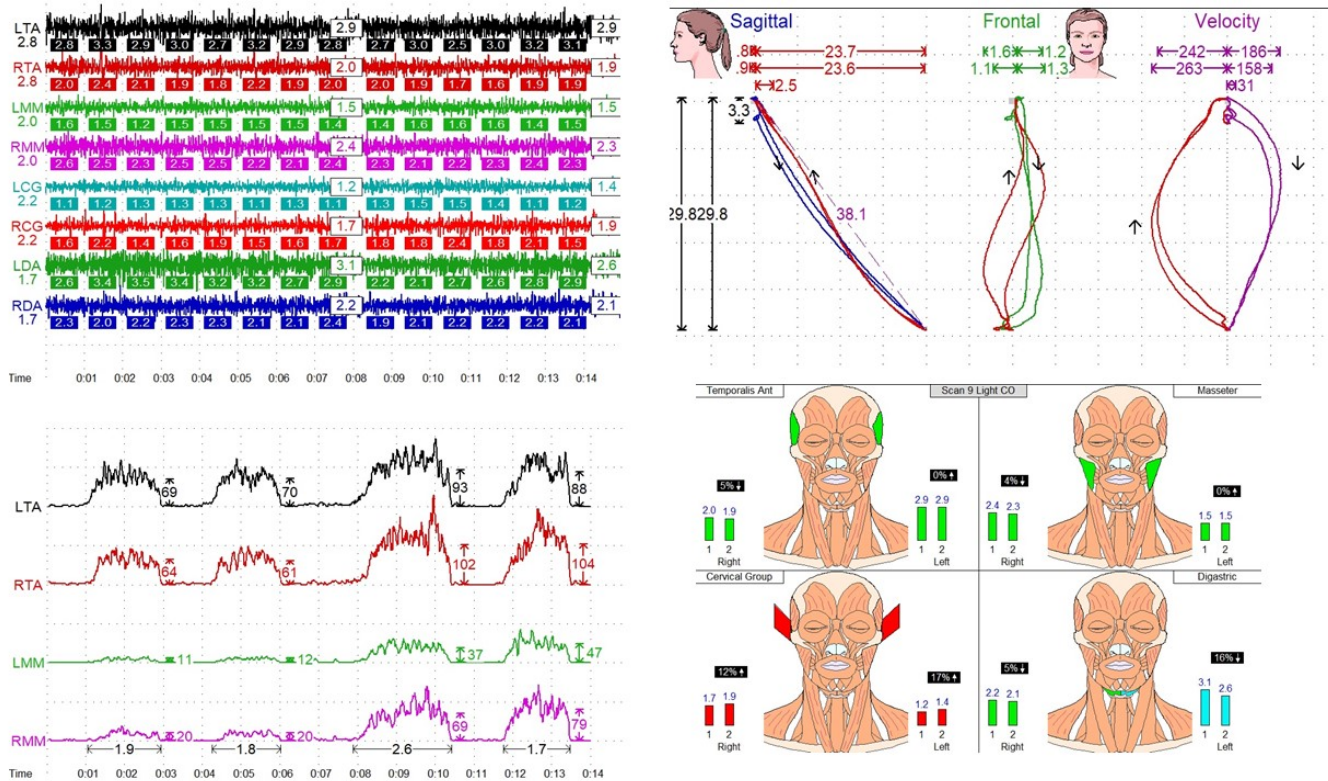 LTA 2.9 2.9
2.8 2.8 3.3 2.9 3.0 2.7 3.2 2.9 2.8 2.7 3.0 2.5 3.0 3.2 3.1
RTA 2.0 1.9
2.8 2.0 2.4 2.1 1.9 1.8 2.2 1.9 2.0 2.0 1.9 1.7 1.6 1.9 2.0
LMM 1.5 1.5
2.0 1.6 1.5 1.2 1.5 1.5 1.5 1.5 1.4 1.4 1.6 1.6 1.6 1.4 1.5
RMM 2.4 2.3
2.0 2.6 2.5 2.3 2.5 2.2 2.1 2.3 2.1 2.2 2.3 2.4 2.3
LCG 1.2 1.4
2.2 1.1 1.2 1.3 1.1 1.3 1.1 1.1 1.3 1.5 1.5 1.4 1.1 1.2
RCG 1.7 1.9
2.2 1.6 2.2 1.4 1.6 1.9 1.5 1.6 1.7 1.8 1.8 2.4 1.8 2.1 1.5
LDA 3.1 2.6
1.7 2.6 3.4 3.5 3.4 3.2 3.2 2.9 2.6 2.2 2.1 2.7 2.6 2.8 2.9
RDA 2.2 2.1
1.7 2.3 2.0 2.2 2.3 2.3 2.1 2.1 2.4 1.9 2.1 2.2 2.1 2.2 2.1
Time 0:01 0:02 0:03 0:04 0:05 0:06 0:07 0:08 0:09 0:10 0:11 0:12 0:13 0:14
Sagittal Frontal Velocity
.8 23.7 1.6 1.2 242 186
.9 23.6 1.1 1.3 263 158
2.5 31
3.3
29.8 29.8 38.1
LTA 69 70 93 88
RTA 64 61 102 104
LMM 11 12 37 47
RMM 20 20 69 79
1.9 1.8 2.6 1.7
Time 0:01 0:02 0:03 0:04 0:05 0:06 0:07 0:08 0:09 0:10 0:11 0:12 0:13 0:14
Temporalis Ant Scan 9 Light CO Masseter
5% 0% 4% 0%
2.0 1.9 2.9 2.9 2.4 2.3 1.5 1.5
1 2 1 2 1 2 1 2
Right Left Right Left
Cervical Group Digastric
12% 17% 5% 16%
1.7 1.9 1.2 1.4 2.2 2.1 3.1 2.6
1 2 1 2 1 2 1 2
Right Left Right Left